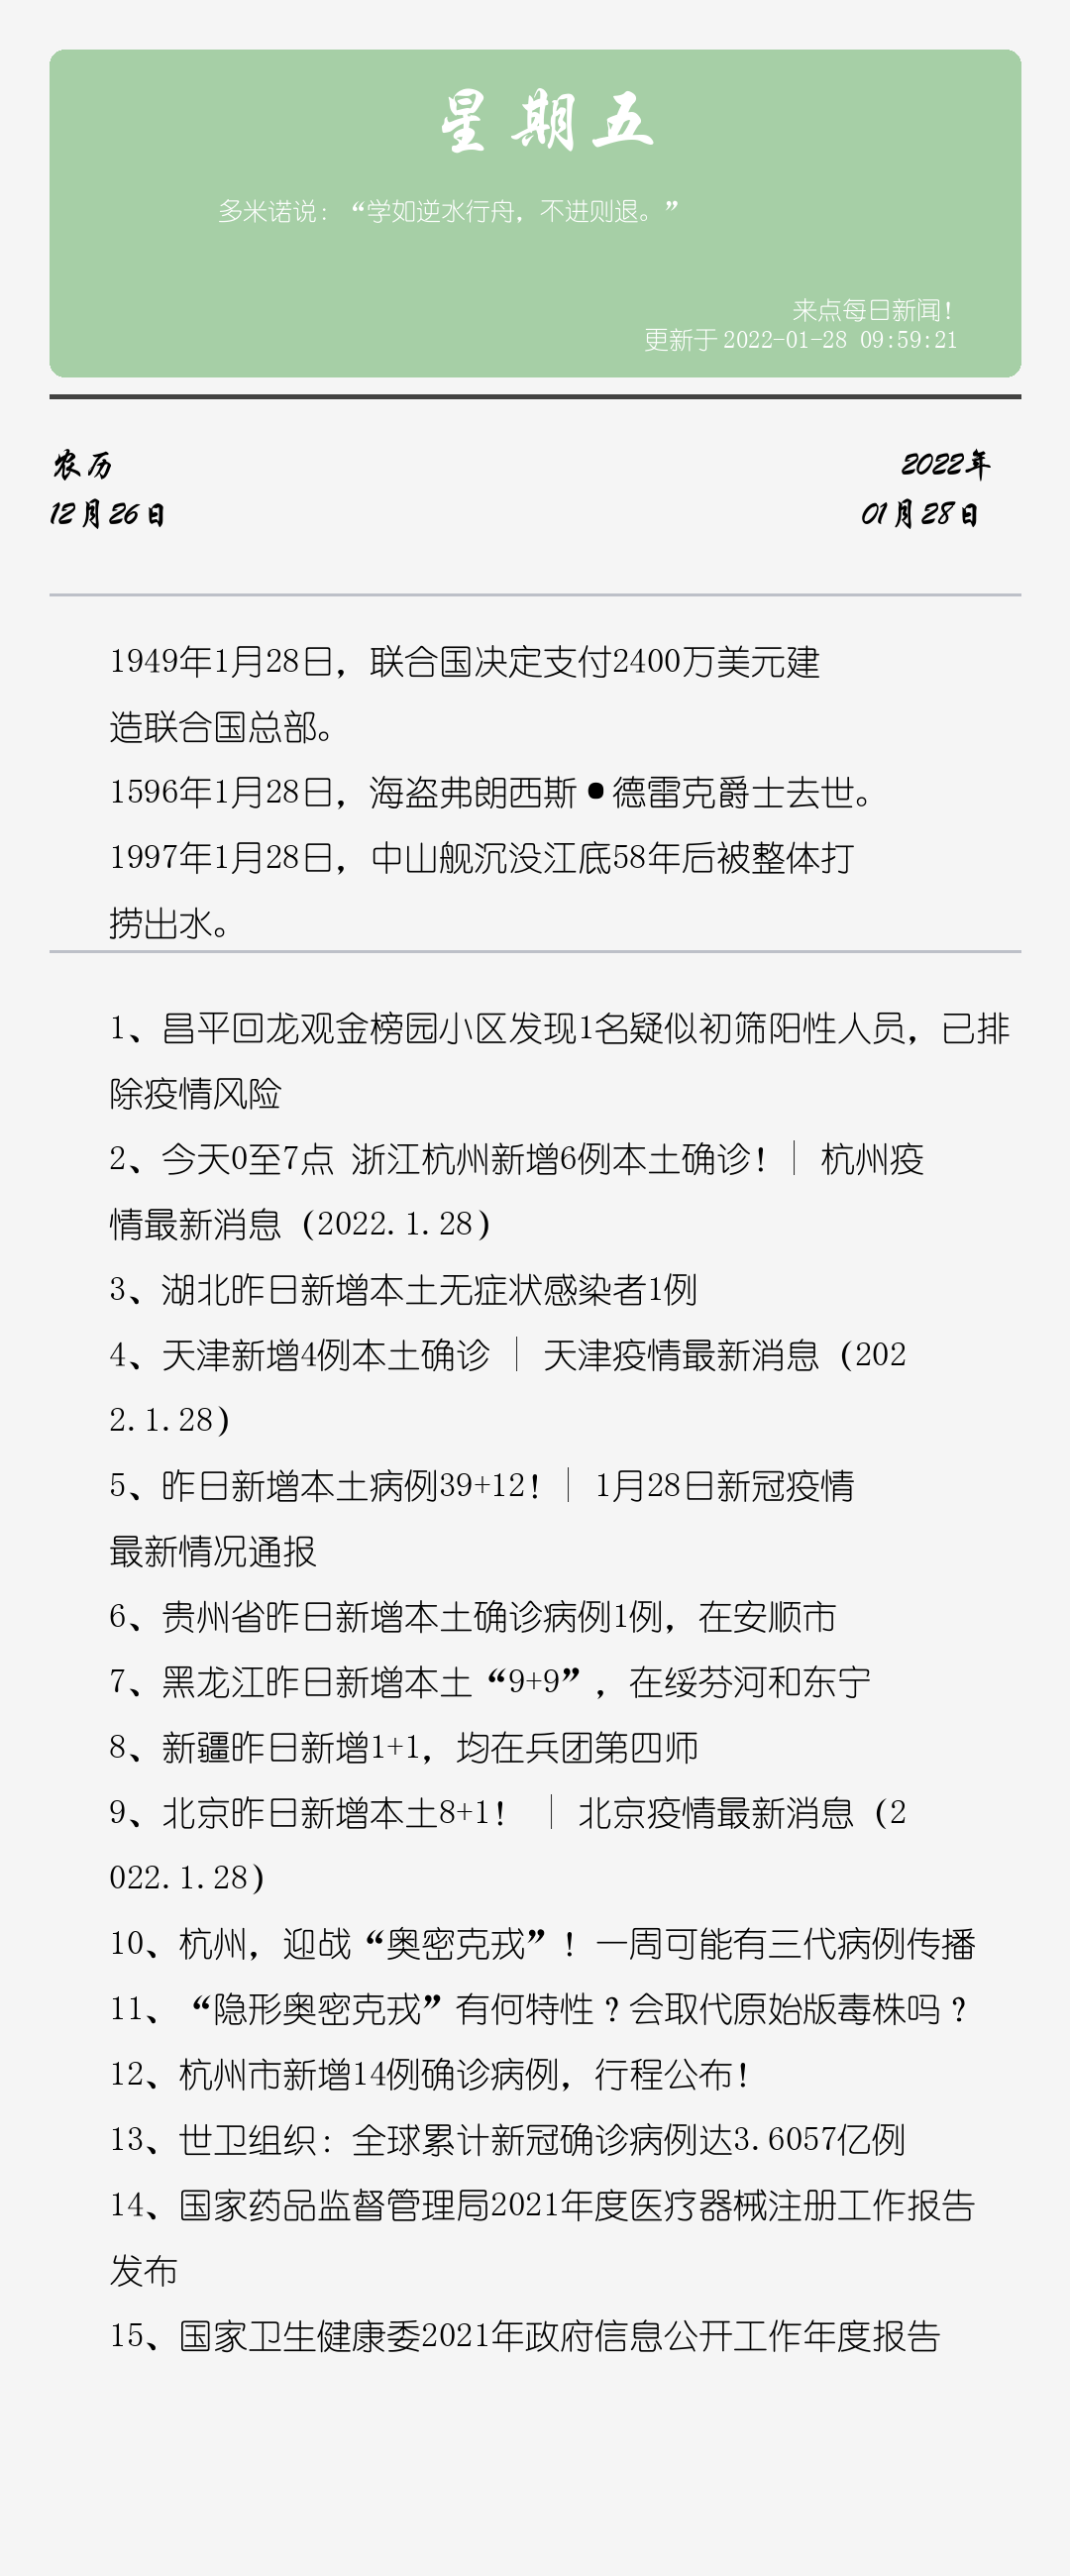 星期五
多米诺说：“学如逆水行舟，不进则退。”
来点每日新闻！
更新于 2022-01-28 09:59:21
农历
2022年
12月26日
01月28日
1949年1月28日，联合国决定支付2400万美元建
造联合国总部。
1596年1月28日，海盗弗朗西斯•德雷克爵士去世。
1997年1月28日，中山舰沉没江底58年后被整体打
捞出水。
1、昌平回龙观金榜园小区发现1名疑似初筛阳性人员，已排
除疫情风险
2、今天0至7点 浙江杭州新增6例本土确诊！｜ 杭州疫
情最新消息（2022.1.28）
3、湖北昨日新增本土无症状感染者1例
4、天津新增4例本土确诊 ｜ 天津疫情最新消息（202
2.1.28）
5、昨日新增本土病例39+12！｜ 1月28日新冠疫情
最新情况通报
6、贵州省昨日新增本土确诊病例1例，在安顺市
7、黑龙江昨日新增本土“9+9”，在绥芬河和东宁
8、新疆昨日新增1+1，均在兵团第四师
9、北京昨日新增本土8+1！ ｜ 北京疫情最新消息（2
022.1.28）
10、杭州，迎战“奥密克戎”！一周可能有三代病例传播
11、“隐形奥密克戎”有何特性？会取代原始版毒株吗？
12、杭州市新增14例确诊病例，行程公布！
13、世卫组织：全球累计新冠确诊病例达3.6057亿例
14、国家药品监督管理局2021年度医疗器械注册工作报告
发布
15、国家卫生健康委2021年政府信息公开工作年度报告